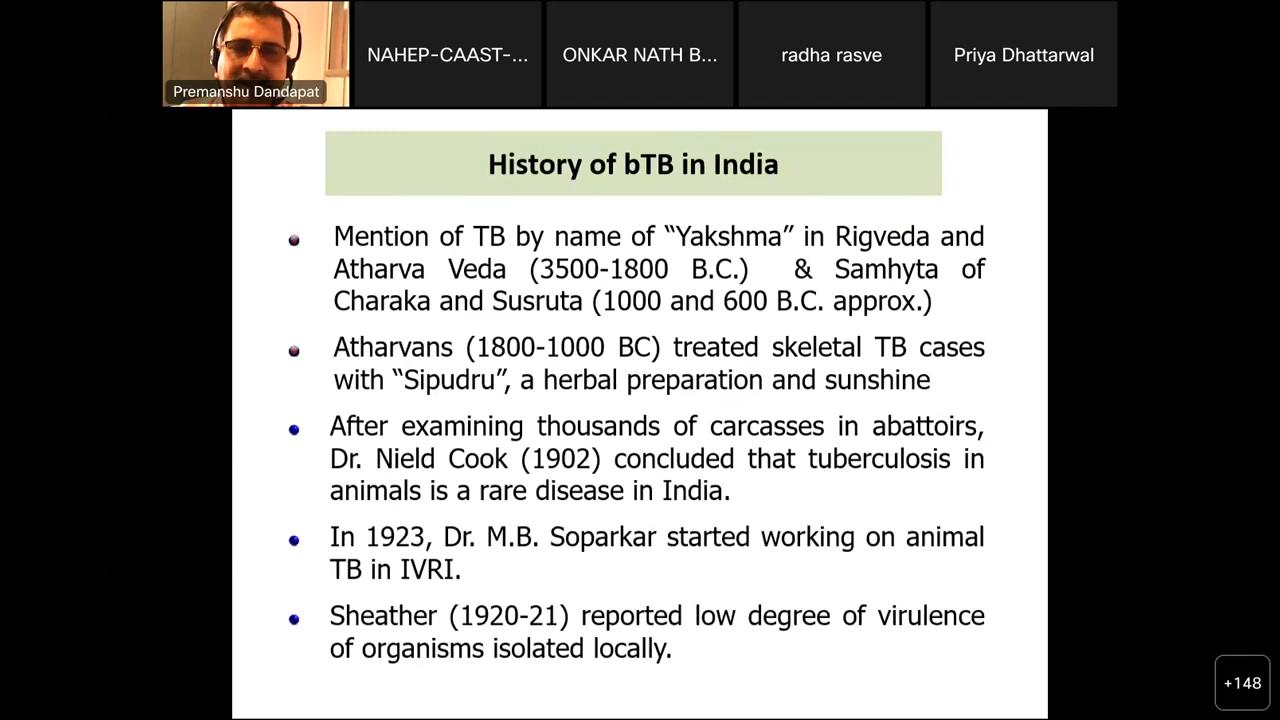 NAHEP-CAAST-...
ONKAR NATH B...
radha rasve
Priya Dhattarwal
Premanshu Dandapat
History of bTB in India
Mention of TB by name of “Yakshma” in Rigveda and
Atharva Veda (3500-1800 B.C.) & Samhyta of
Charaka and Susruta (1000 and 600 B.C. approx.)
Atharvans (1800-1000 BC) treated skeletal TB cases
with “Sipudru”, a herbal preparation and sunshine
After examining thousands of carcasses in abattoirs,
Dr. Nield Cook (1902) concluded that tuberculosis in
animals is a rare disease in India.
In 1923, Dr. M.B. Soparkar started working on animal
TB in IVRI.
Sheather (1920-21) reported low degree of virulence
of organisms isolated locally.
+148